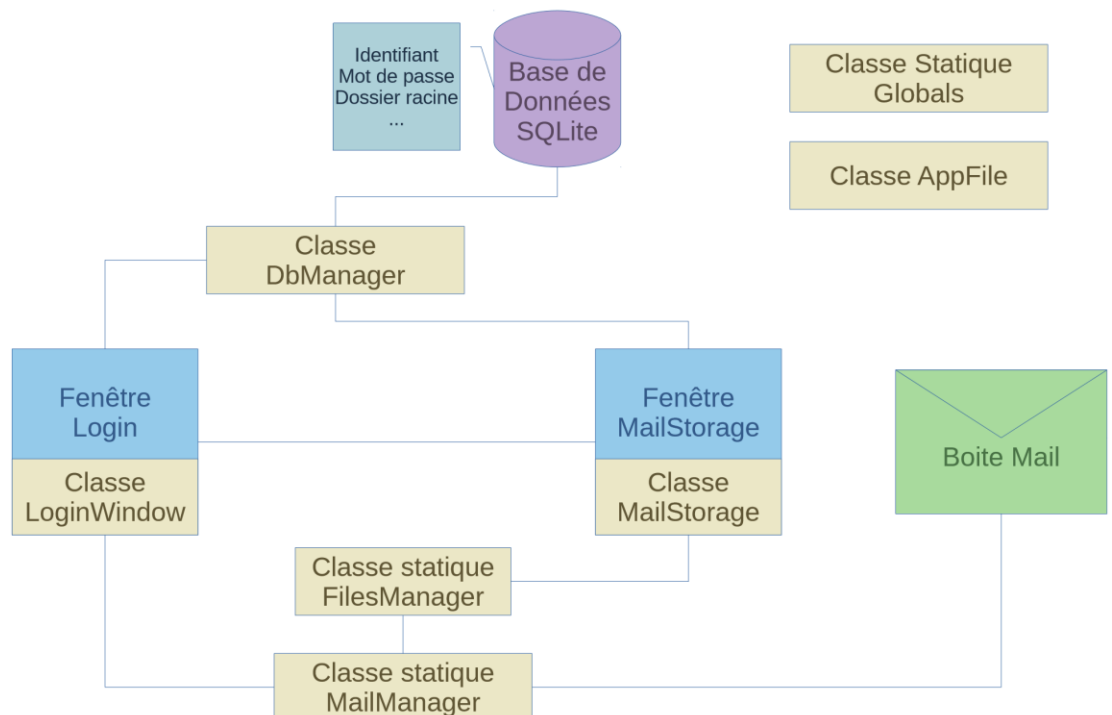 Identifiant
Mot de passe
Dossier racine
...
Base de
Données
SQLite
Classe Statique
Globals
Classe AppFile
Classe
DbManager
Fenêtre
Login
Classe
LoginWindow
Fenêtre
MailStorage
Classe
MailStorage
Boite Mail
Classe statique
FilesManager
Classe statique
MailManager